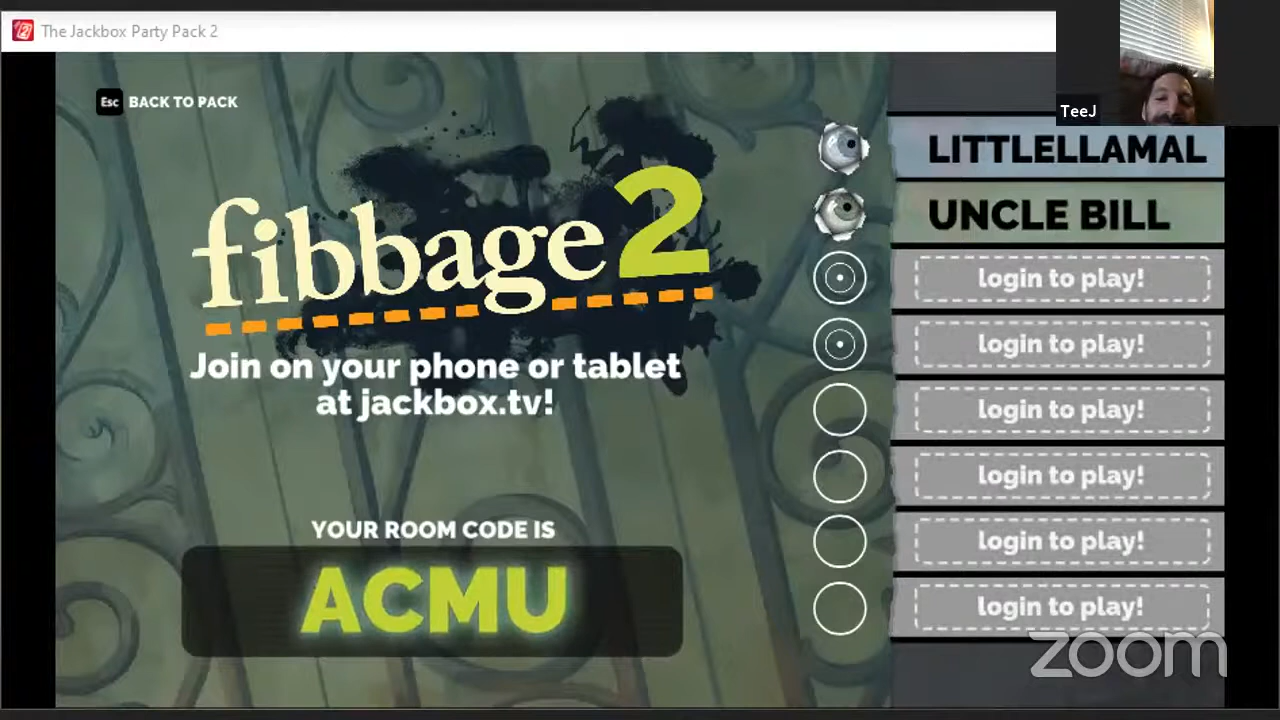 The Jackbox Party Pack 2
TeeJ
Esc BACK TO PACK
fibbage 2
Join on your phone or tablet
at jackbox.tv!
YOUR ROOM CODE IS
ACMU
LITTLELLAMAL
UNCLE BILL
login to play!
login to play!
login to play!
login to play!
login to play!
login to play!
zoom